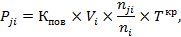 P_{ji} = К_{пов} × V_i × \frac{n_{ji}}{n_i} × T^{кр},